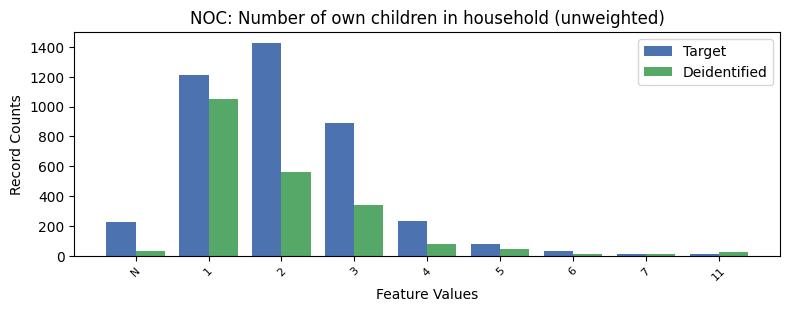 NOC: Number of own children in household (unweighted)
Target
Deidentified
Record Counts
1400
1200
1000
800
600
400
200
0
N 1 2 3 4 5 6 7 11
Feature Values